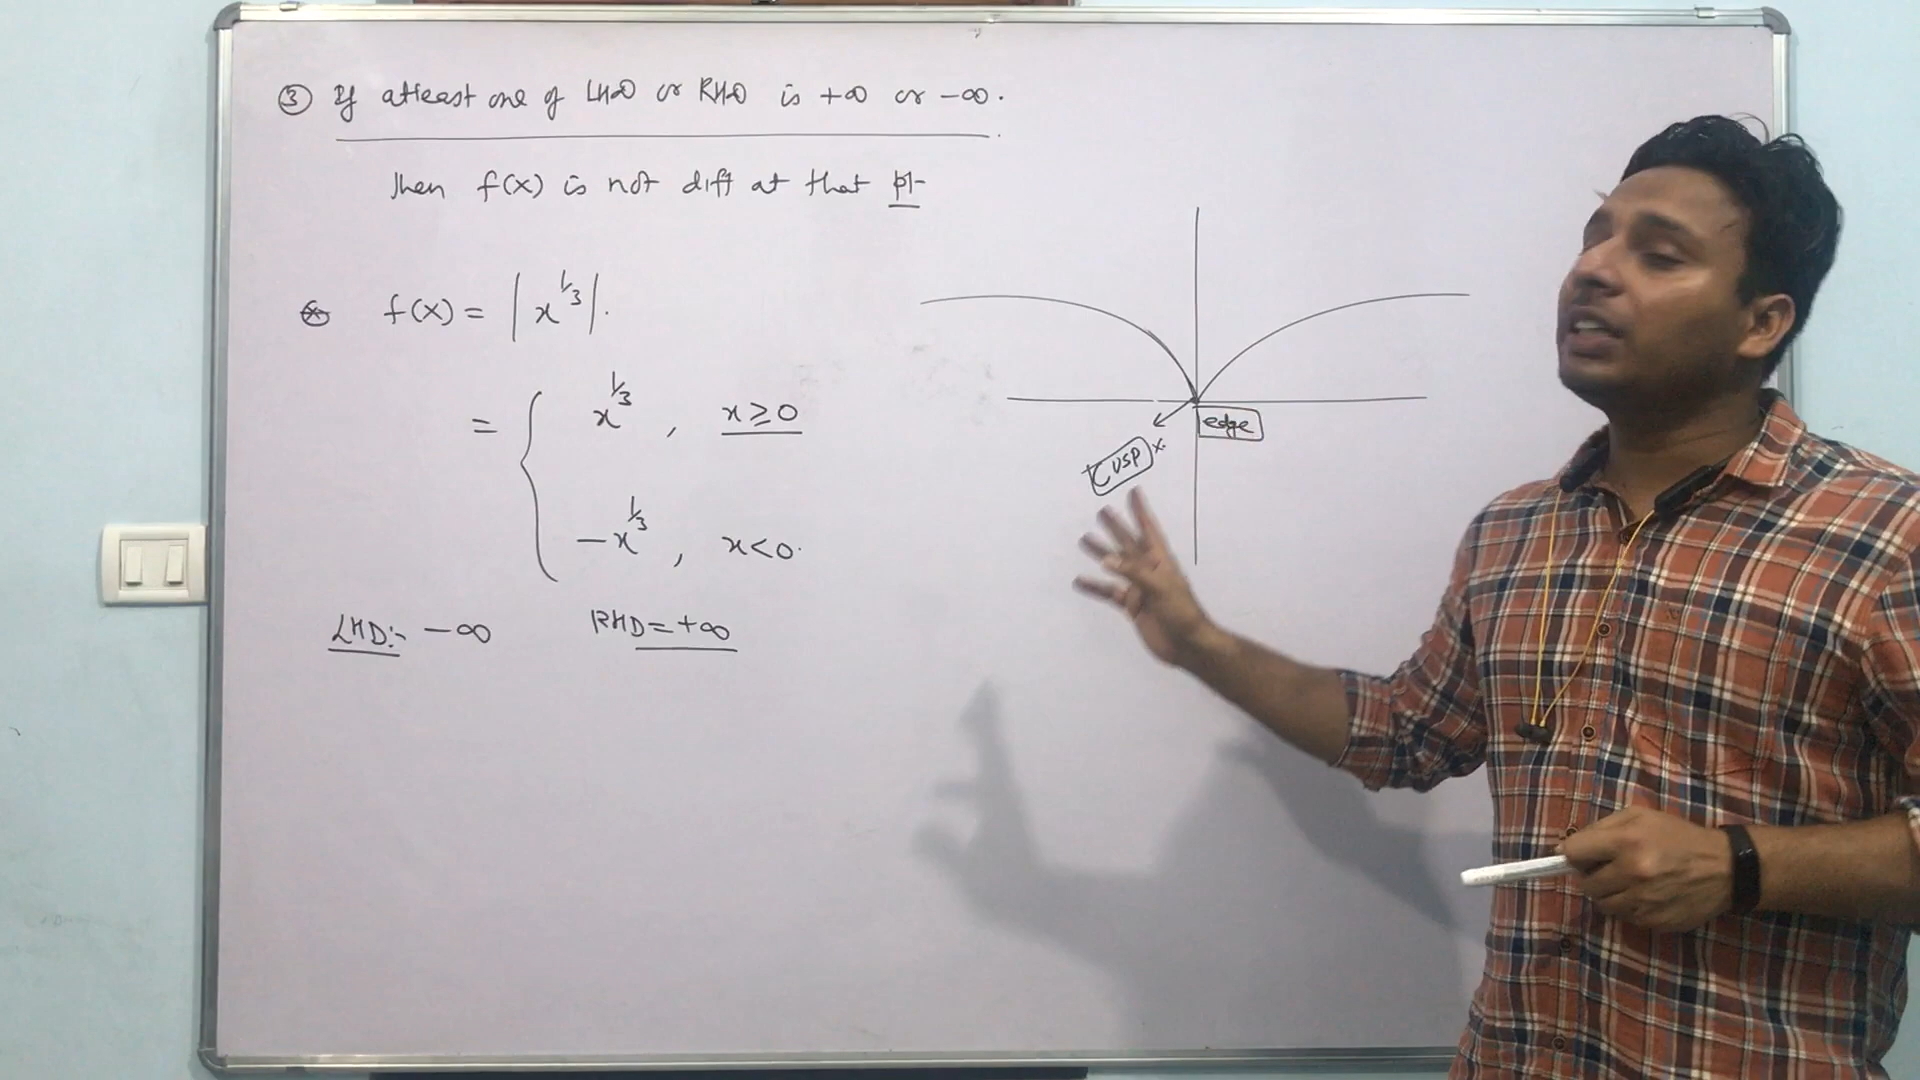 ③ If atleast one of LHD or RHD is +∞ or -∞.
Then f(x) is not diff at that pt
⊛ f(x) = |x^{1/3}|.
= { x^{1/3} , x ≥ 0
-x^{1/3} , x < 0.
LHD:- -∞ RHD = +∞
edge
CUSP x.